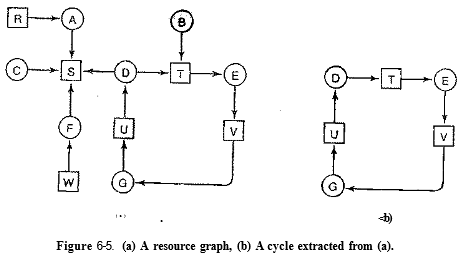 R A B
C S D T E D T E
F U V U V
W G G
(a) <b)
Figure 6-5. (a) A resource graph, (b) A cycle extracted from (a).